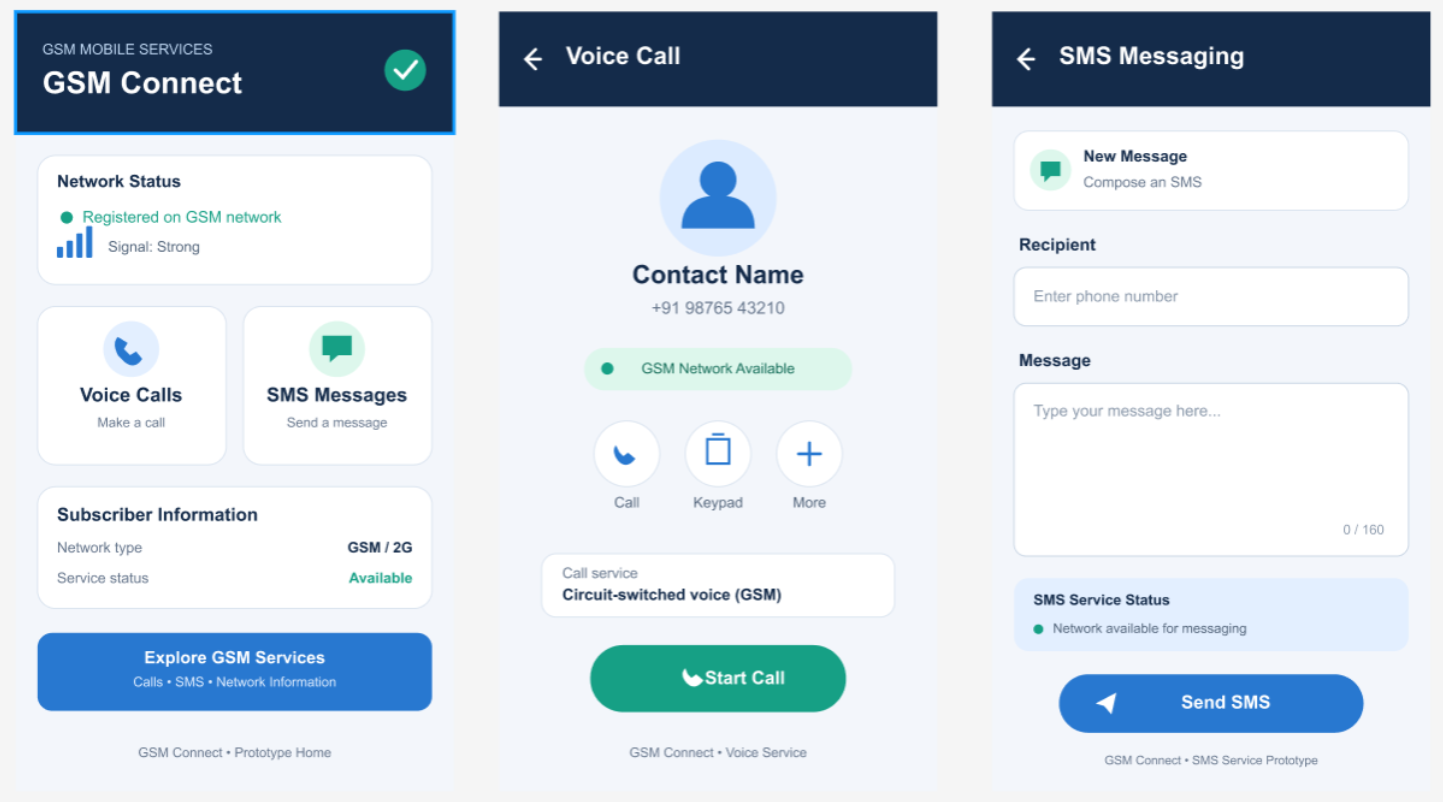 GSM MOBILE SERVICES
GSM Connect
Network Status
Registered on GSM network
Signal: Strong
Voice Calls
Make a call
SMS Messages
Send a message
Subscriber Information
Network type
GSM / 2G
Service status
Available
Explore GSM Services
Calls • SMS • Network Information
GSM Connect • Prototype Home
Voice Call
Contact Name
+91 98765 43210
GSM Network Available
Call
Keypad
More
Call service
Circuit-switched voice (GSM)
Start Call
GSM Connect • Voice Service
SMS Messaging
New Message
Compose an SMS
Recipient
Enter phone number
Message
Type your message here...
0 / 160
SMS Service Status
Network available for messaging
Send SMS
GSM Connect • SMS Service Prototype